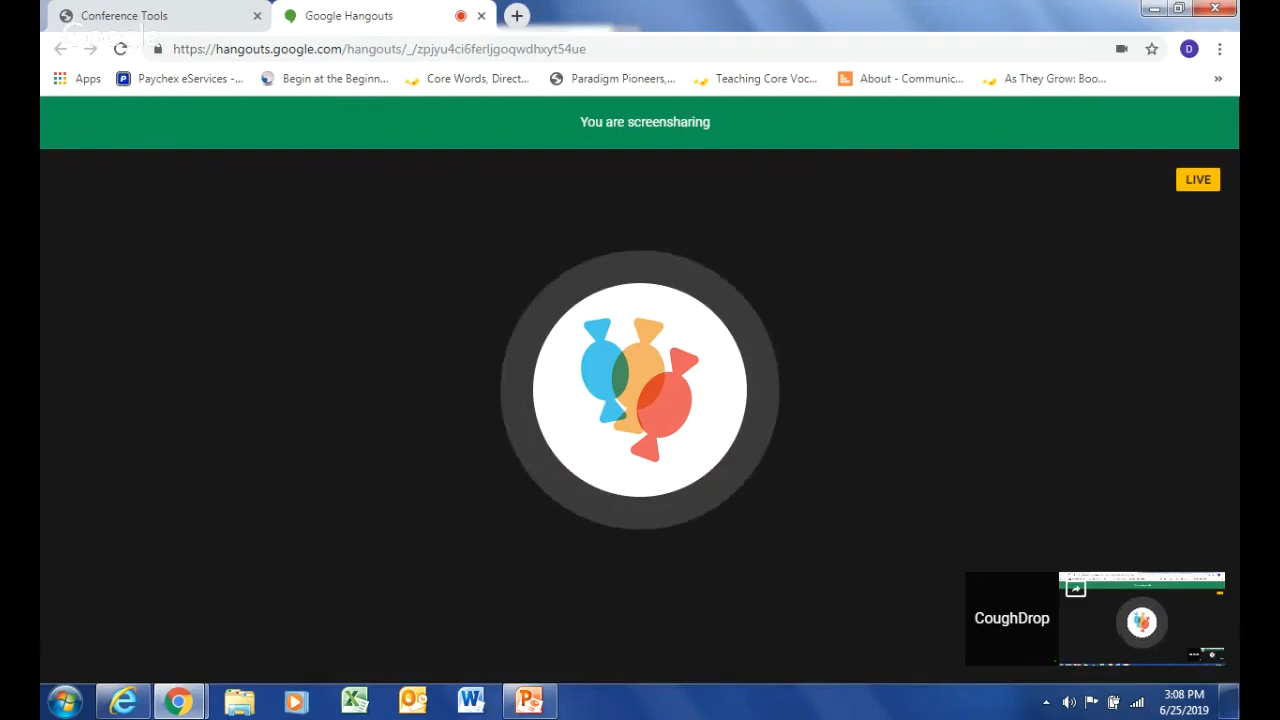 Conference Tools
Google Hangouts
Google
https://hangouts.google.com/hangouts/_/zpjyu4ci6ferljgoqwdhxyt54ue
D
Apps
Paychex eServices -...
Begin at the Beginn...
Core Words, Direct...
Paradigm Pioneers,...
Teaching Core Voc...
About - Communic...
As They Grow: Boo...
You are screensharing
LIVE
CoughDrop
3:08 PM
6/25/2019